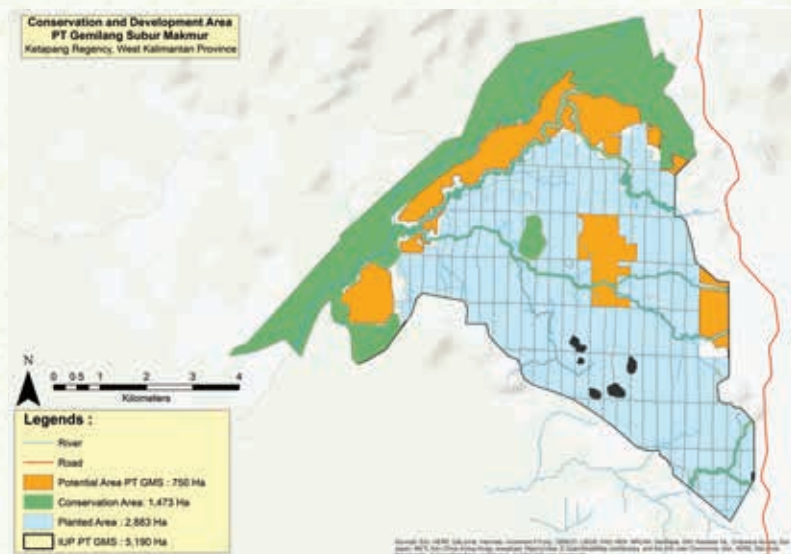 Conservation and Development Area
PT Gemilang Subur Makmur
Ketapang Regency, West Kalimantan Province
N
0 0.5 1 2 3 4
Kilometers
Legends :
River
Road
Potential Area PT GMS : 750 Ha
Conservation Area: 1,473 Ha
Planted Area : 2,883 Ha
IUP PT GMS : 5,190 Ha